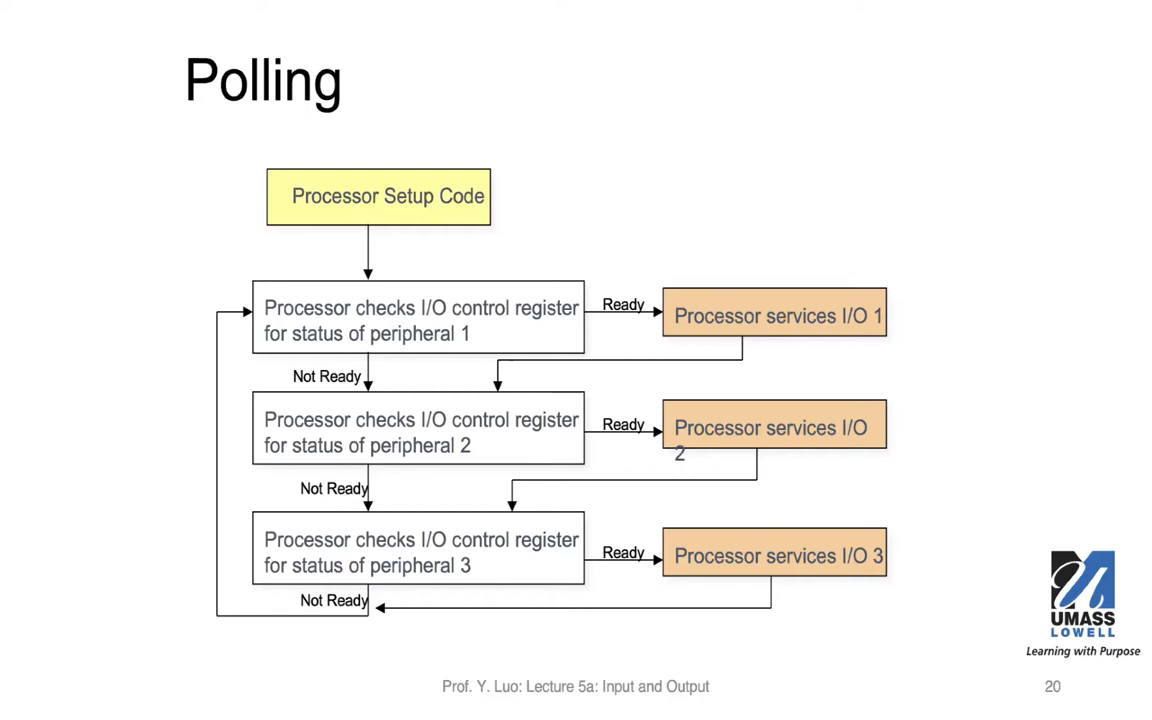 Polling
Processor Setup Code
Processor checks I/O control register
for status of peripheral 1
Ready
Processor services I/O 1
Not Ready
Processor checks I/O control register
for status of peripheral 2
Ready
Processor services I/O
2
Not Ready
Processor checks I/O control register
for status of peripheral 3
Ready
Processor services I/O 3
Not Ready
UMASS
LOWELL
Learning with Purpose
Prof. Y. Luo: Lecture 5a: Input and Output
20